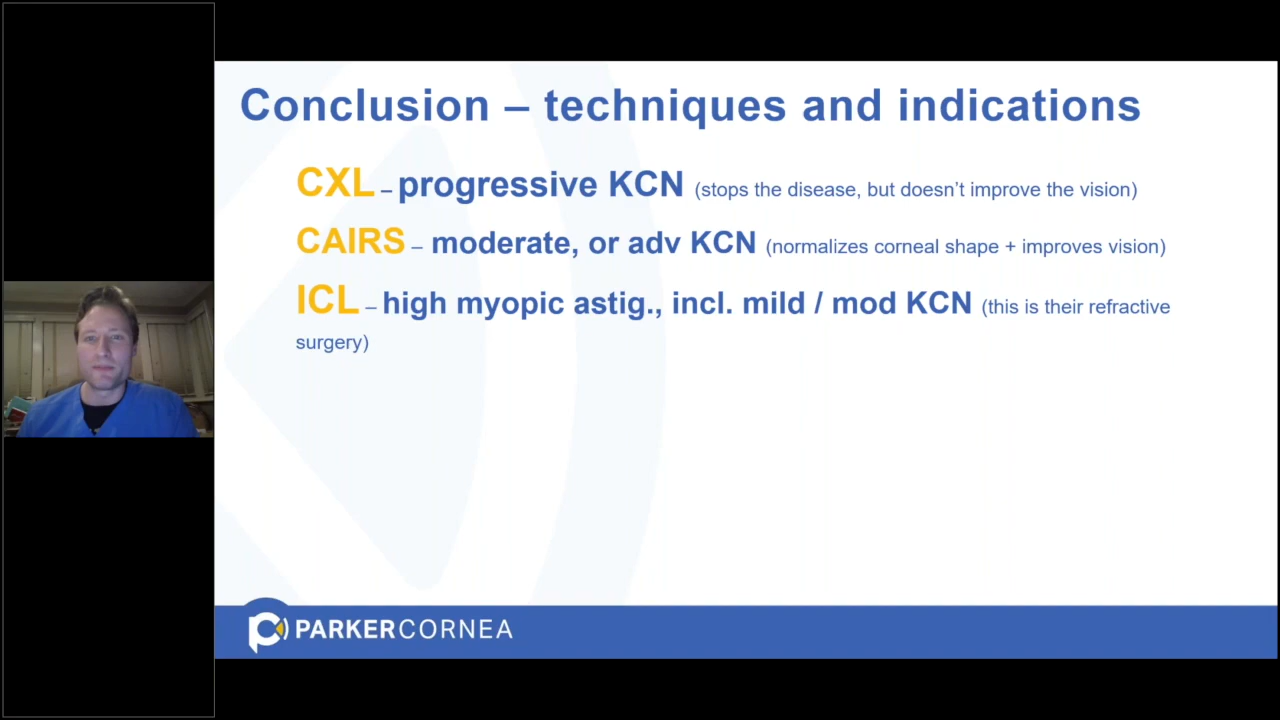 Conclusion – techniques and indications
CXL – progressive KCN (stops the disease, but doesn’t improve the vision)
CAIRS – moderate, or adv KCN (normalizes corneal shape + improves vision)
ICL – high myopic astig., incl. mild / mod KCN (this is their refractive
surgery)
PARKERCORNEA